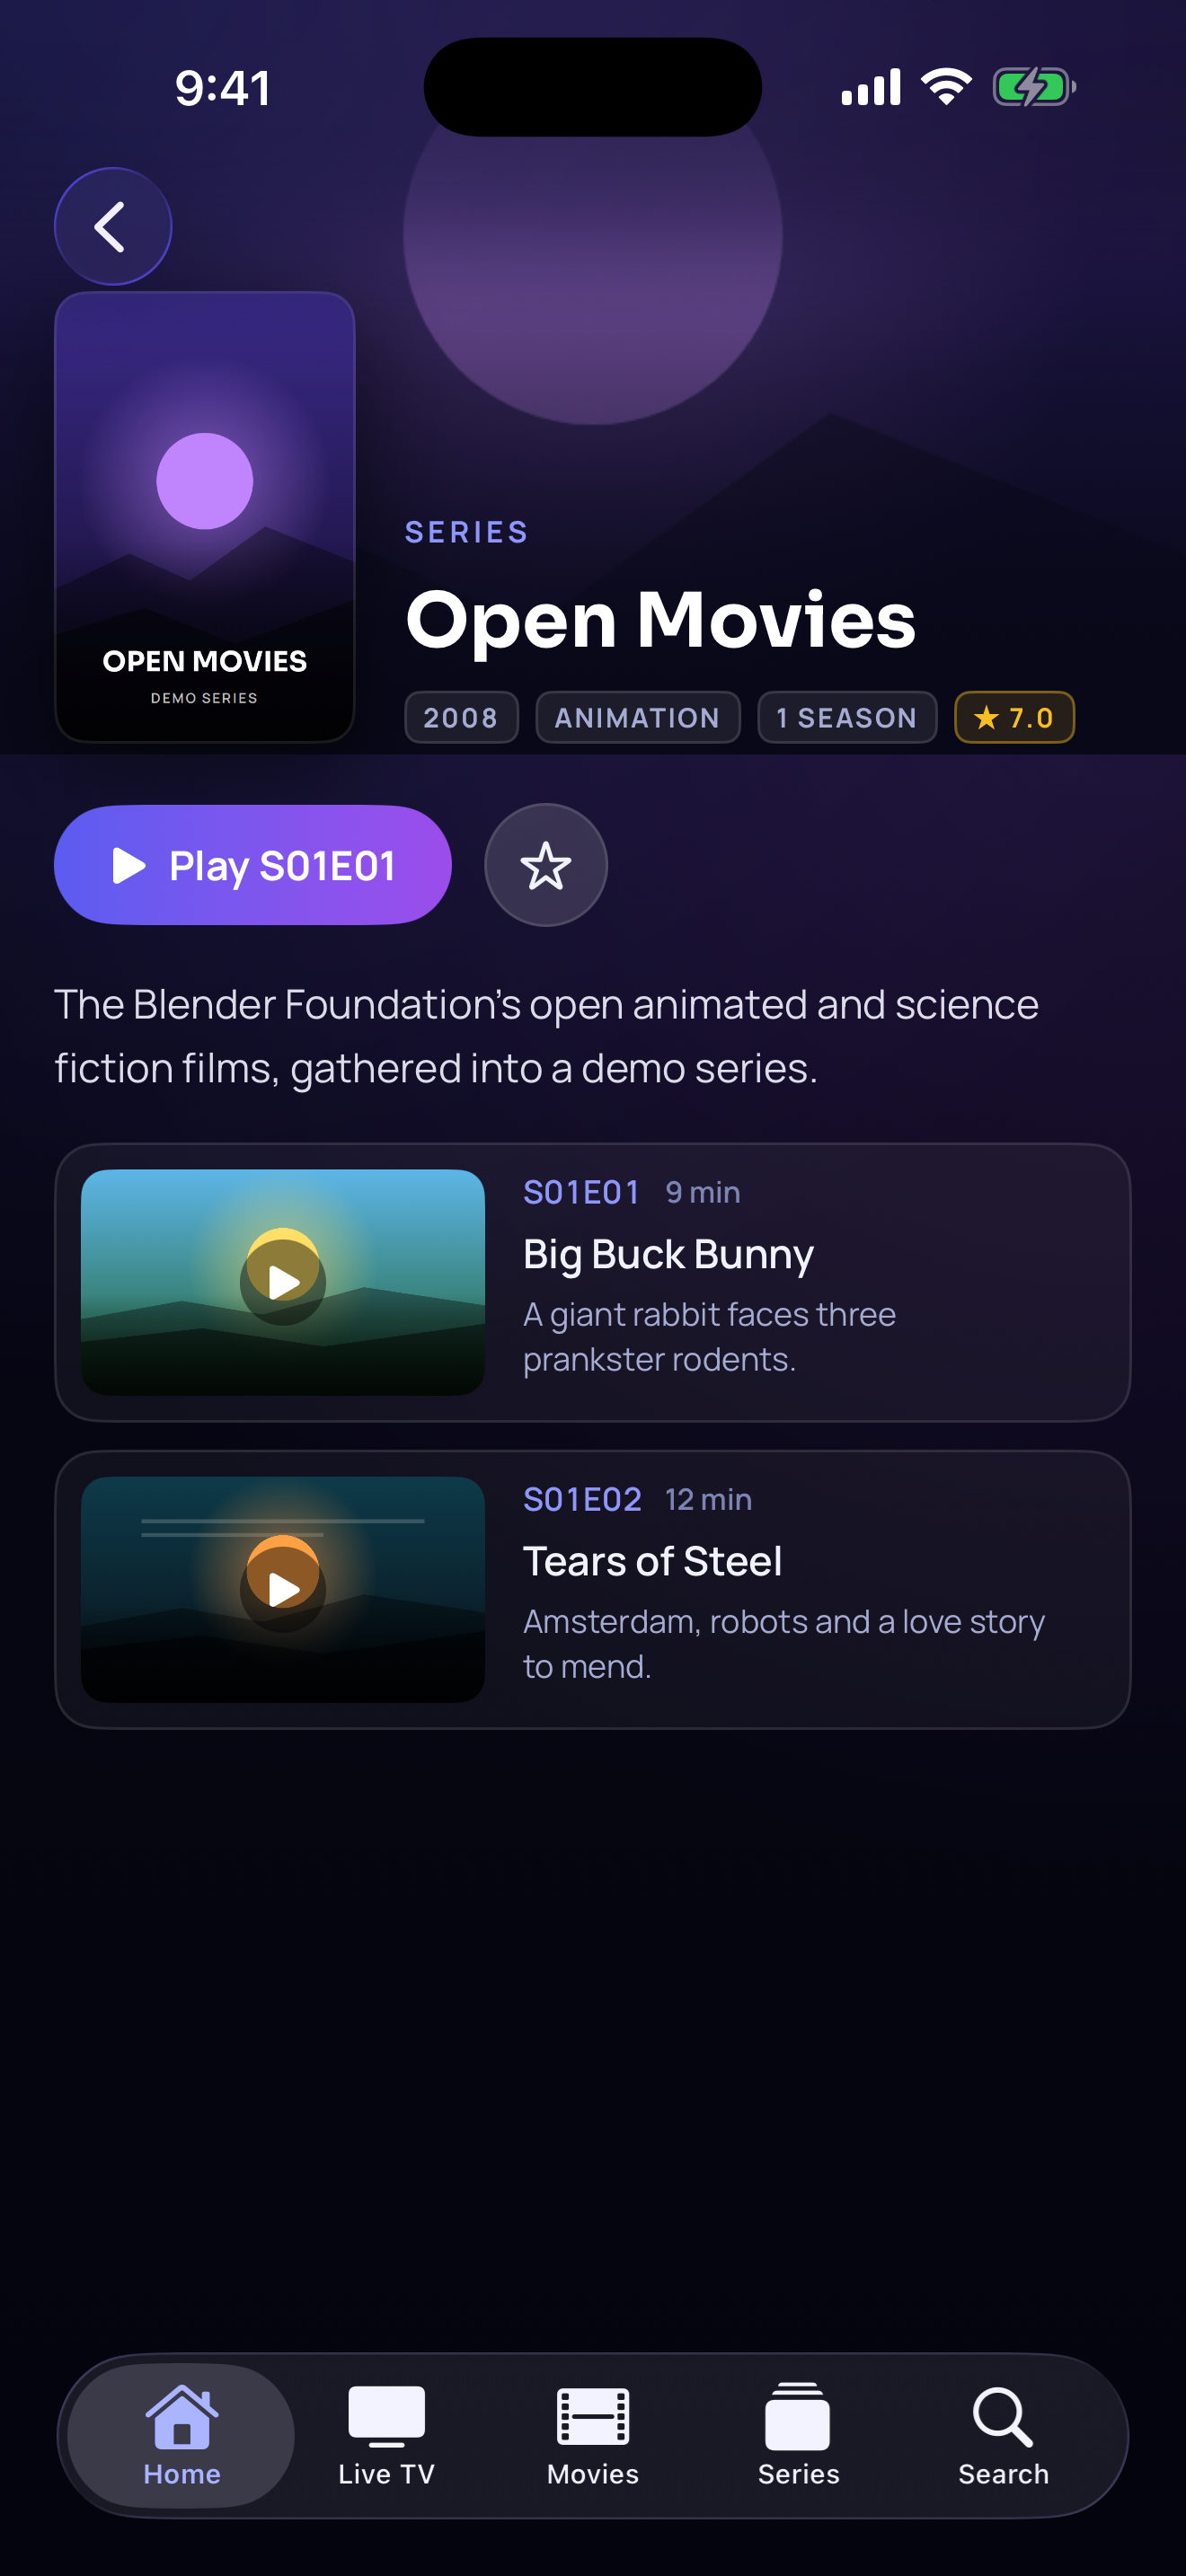 9:41
OPEN MOVIES
DEMO SERIES
SERIES
Open Movies
2008 ANIMATION 1 SEASON ★ 7.0
Play S01E01
The Blender Foundation’s open animated and science
fiction films, gathered into a demo series.
S01E01 9 min
Big Buck Bunny
A giant rabbit faces three
prankster rodents.
S01E02 12 min
Tears of Steel
Amsterdam, robots and a love story
to mend.
Home Live TV Movies Series Search